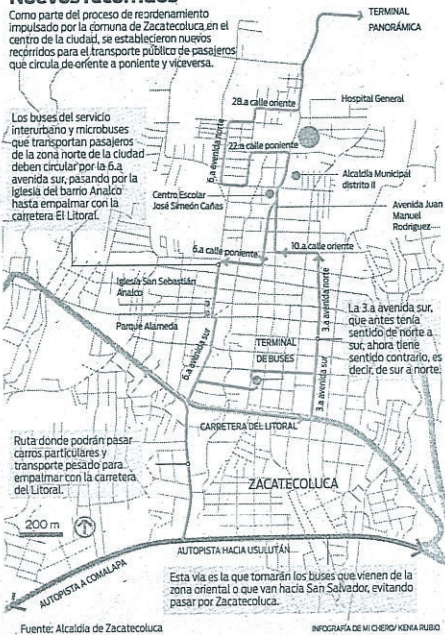 Nuevos recorridos
Como parte del proceso de reordenamiento
impulsado por la comuna de Zacatecoluca, en el
centro de la ciudad, se establecieron nuevos
recorridos para el transporte público de pasajeros
que circula de oriente a poniente y viceversa.
TERMINAL
PANORÁMICA
28.a calle oriente
Hospital General
Los buses del servicio
interurbano y microbuses
que transportan pasajeros
de la zona norte de la ciudad
deben circular por la 6.a
avenida sur, pasando por la
iglesia del barrio Analco
hasta empalmar con la
carretera El Litoral.
6.a avenida norte
22.a calle poniente
Alcaldía Municipal
distrito II
Centro Escolar
José Simeón Cañas
Avenida Juan
Manuel
Rodríguez
6.a calle poniente
10.a calle oriente
Iglesia San Sebastián
Analco
3.a avenida norte
La 3.a avenida sur,
que antes tenía
sentido de norte a
sur, ahora tiene
sentido contrario, es
decir, de sur a norte.
Parque Alameda
6.a avenida sur
TERMINAL
DE BUSES
3.a avenida sur
CARRETERA DEL LITORAL
Ruta donde podrán pasar
carros particulares y
transporte pesado para
empalmar con la carretera
del Litoral.
ZACATECOLUCA
200 m
AUTOPISTA HACIA USULUTÁN
AUTOPISTA A COMALAPA
Esta vía es la que tomarán los buses que vienen de la
zona oriental o que van hacia San Salvador, evitando
pasar por Zacatecoluca.
Fuente: Alcaldía de Zacatecoluca
INFOGRAFÍA DE MICHERO/ KENIA RUBIO